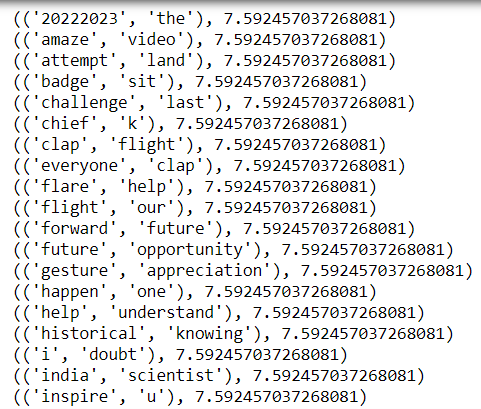 (('20222023', 'the'), 7.592457037268081)
(('amaze', 'video'), 7.592457037268081)
(('attempt', 'land'), 7.592457037268081)
(('badge', 'sit'), 7.592457037268081)
(('challenge', 'last'), 7.592457037268081)
(('chief', 'k'), 7.592457037268081)
(('clap', 'flight'), 7.592457037268081)
(('everyone', 'clap'), 7.592457037268081)
(('flare', 'help'), 7.592457037268081)
(('flight', 'our'), 7.592457037268081)
(('forward', 'future'), 7.592457037268081)
(('future', 'opportunity'), 7.592457037268081)
(('gesture', 'appreciation'), 7.592457037268081)
(('happen', 'one'), 7.592457037268081)
(('help', 'understand'), 7.592457037268081)
(('historical', 'knowing'), 7.592457037268081)
(('i', 'doubt'), 7.592457037268081)
(('india', 'scientist'), 7.592457037268081)
(('inspire', 'u'), 7.592457037268081)